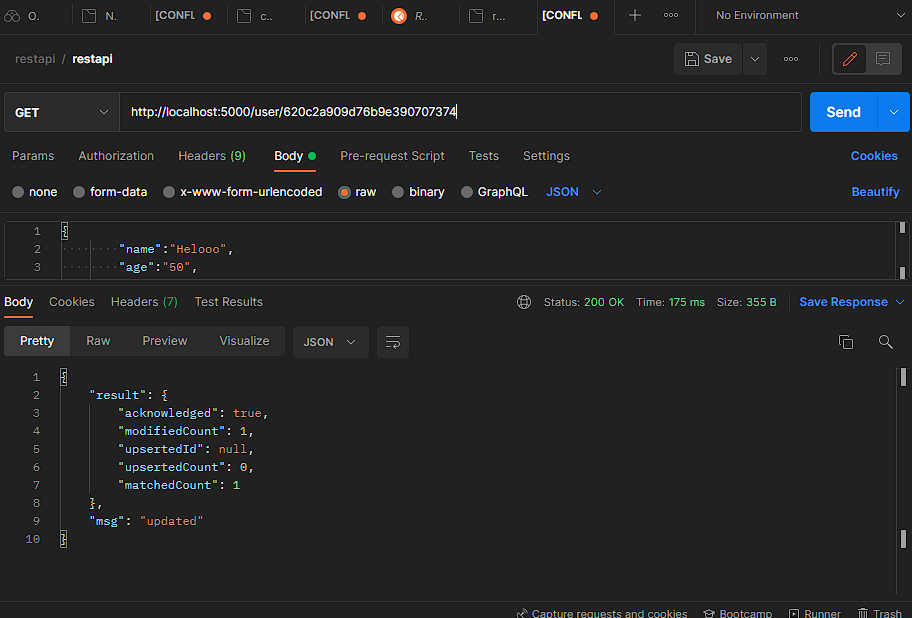 O. N. [CONFL c... [CONFL R.. r... [CONFL + ooo No Environment
restapi / restapi Save ooo
GET http://localhost:5000/user/620c2a909d76b9e390707374 Send
Params Authorization Headers (9) Body Pre-request Script Tests Settings Cookies
none form-data x-www-form-urlencoded raw binary GraphQL JSON Beautify
1 {
2 "name":"Helooo",
3 "age":"50",
Body Cookies Headers (7) Test Results Status: 200 OK Time: 175 ms Size: 355 B Save Response
Pretty Raw Preview Visualize JSON
1 {
2 "result": {
3 "acknowledged": true,
4 "modifiedCount": 1,
5 "upsertedId": null,
6 "upsertedCount": 0,
7 "matchedCount": 1
8 },
9 "msg": "updated"
10 }
Capture requests and cookies Bootcamp Runner Trash